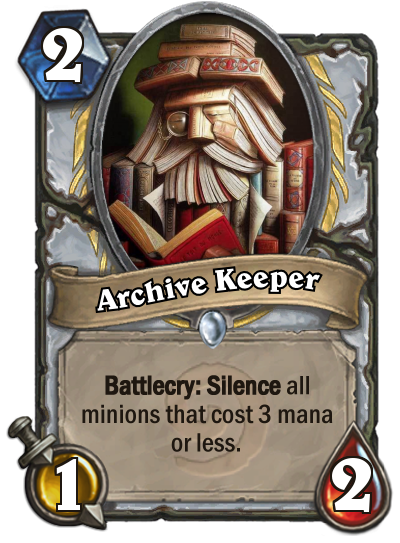 2
Archive Keeper
Battlecry: Silence all
minions that cost 3 mana
or less.
1
2